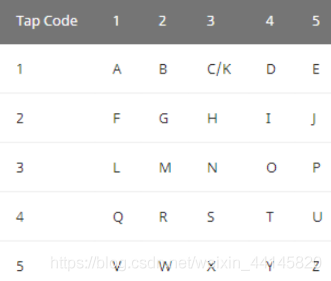 Tap Code 1 2 3 4 5
1 A B C/K D E
2 F G H I J
3 L M N O P
4 Q R S T U
5 V W X Y Z
https://blog.csdn.net/weixin_44145820